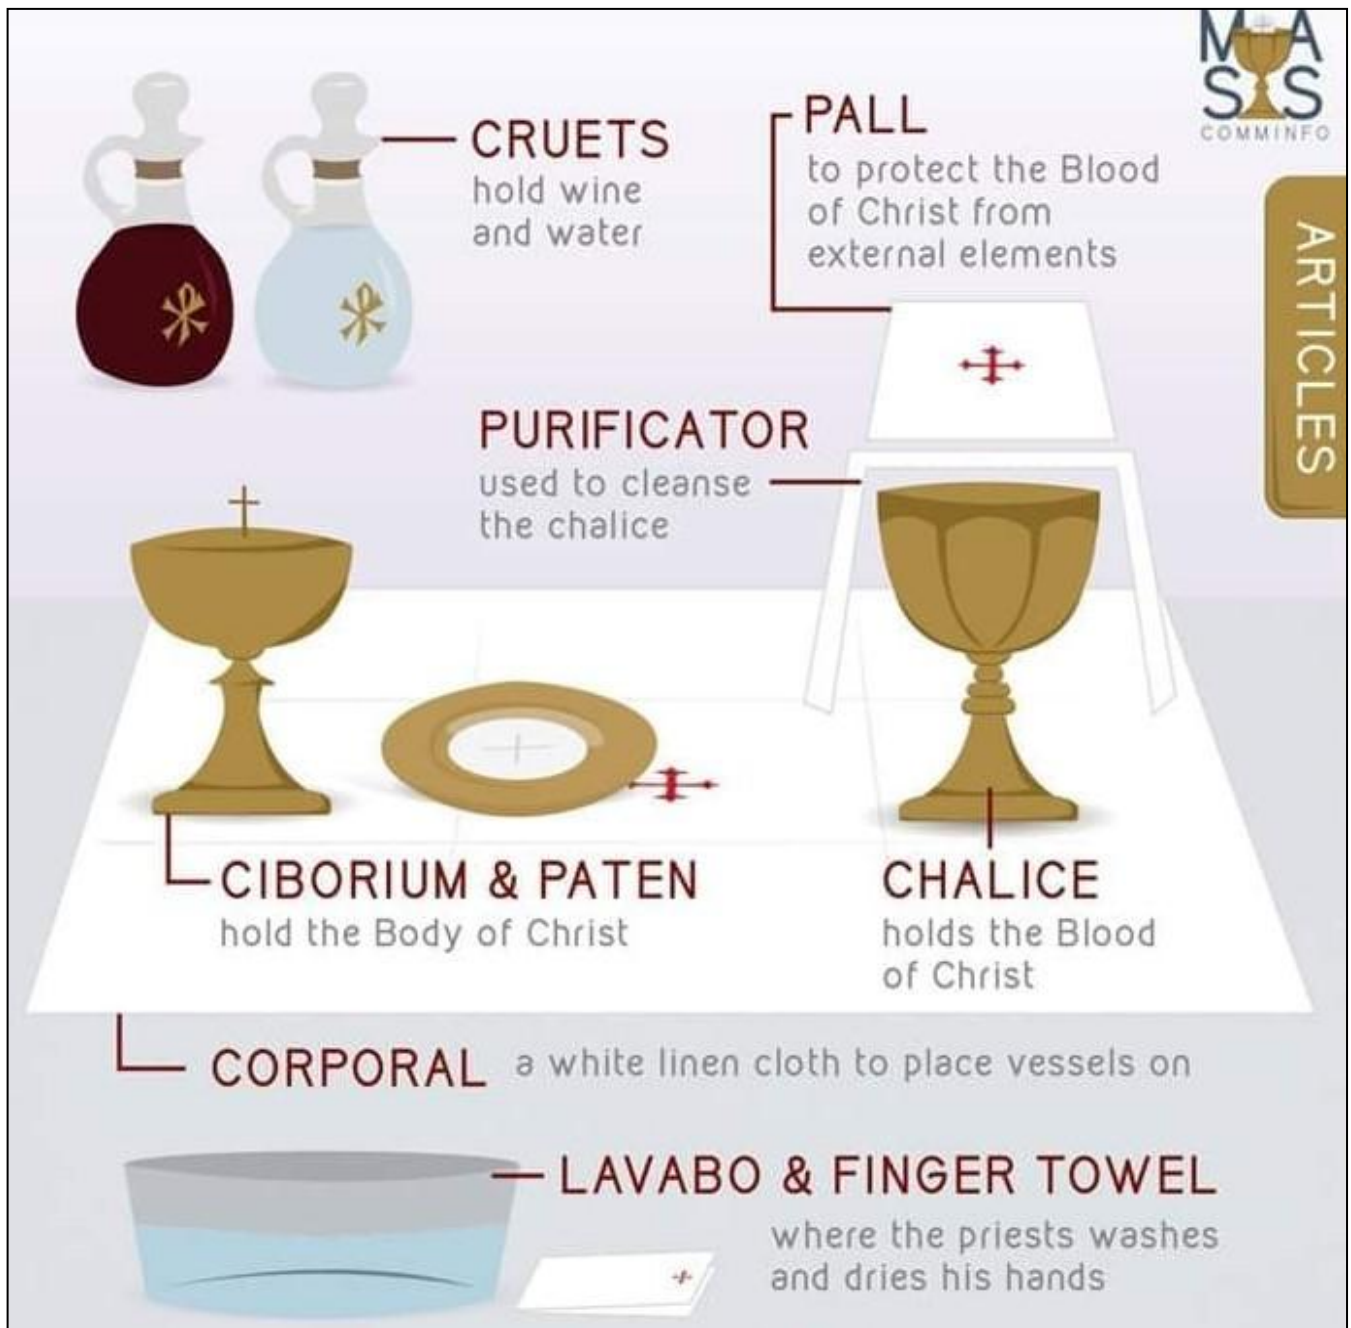 MASS
COMMINFO
ARTICLES
CRUETS
hold wine
and water
PALL
to protect the Blood
of Christ from
external elements
PURIFICATOR
used to cleanse
the chalice
CIBORIUM & PATEN
hold the Body of Christ
CHALICE
holds the Blood
of Christ
CORPORAL a white linen cloth to place vessels on
LAVABO & FINGER TOWEL
where the priests washes
and dries his hands